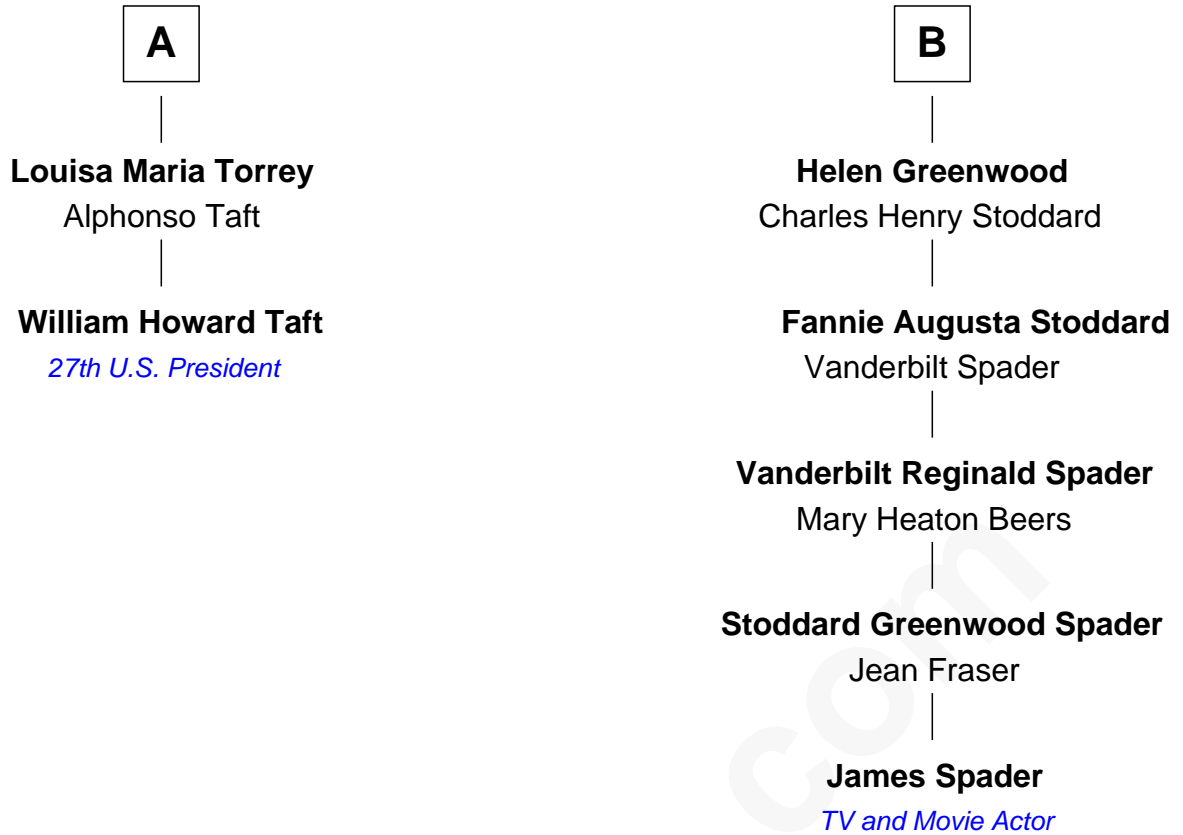 A
Louisa Maria Torrey
Alphonso Taft
William Howard Taft
27th U.S. President
B
Helen Greenwood
Charles Henry Stoddard
Fannie Augusta Stoddard
Vanderbilt Spader
Vanderbilt Reginald Spader
Mary Heaton Beers
Stoddard Greenwood Spader
Jean Fraser
James Spader
TV and Movie Actor
com